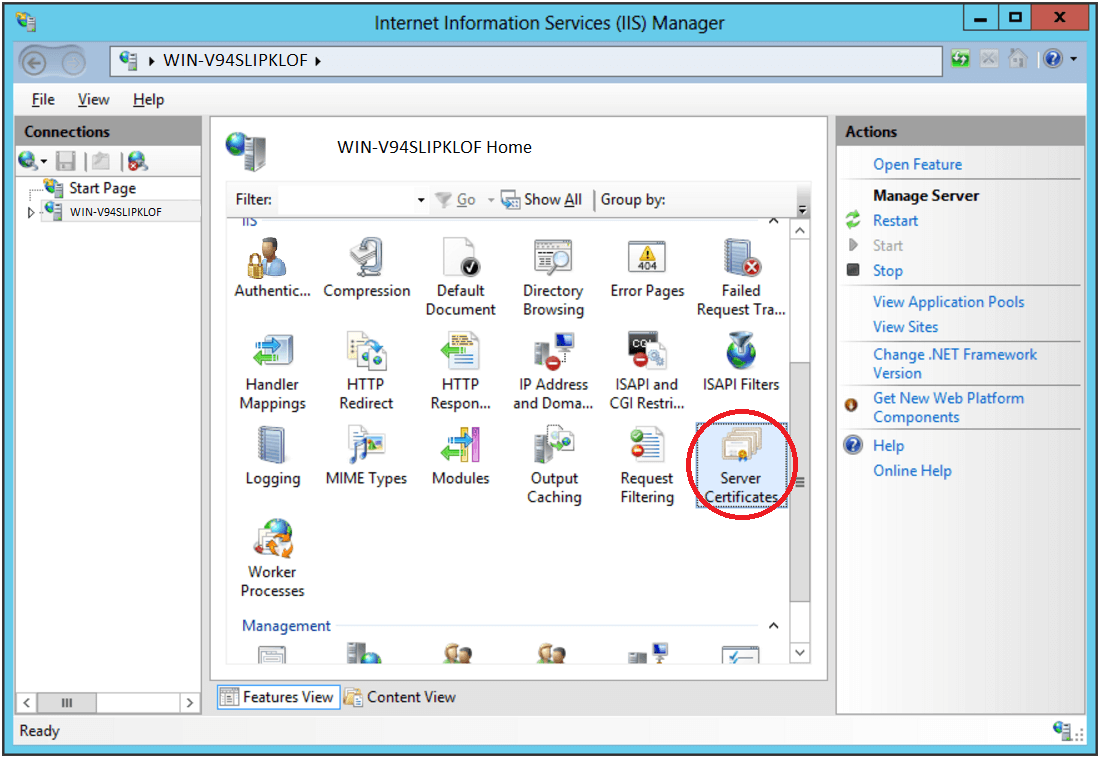 Internet Information Services (IIS) Manager
WIN-V94SLIPKLOF
File View Help
Connections
Start Page
WIN-V94SLIPKLOF
WIN-V94SLIPKLOF Home
Filter: Go Show All Group by:
IIS
Authentic... Compression Default Directory Error Pages Failed
Document Browsing Request Tra...
404
Handler HTTP HTTP IP Address ISAPI and ISAPI Filters
Mappings Redirect Respon... and Doma... CGI Restri...
Logging MIME Types Modules Output Request Server
Caching Filtering Certificates
Worker
Processes
Management
Features View Content View
Actions
Open Feature
Manage Server
Restart
Start
Stop
View Application Pools
View Sites
Change .NET Framework
Version
Get New Web Platform
Components
Help
Online Help
Ready